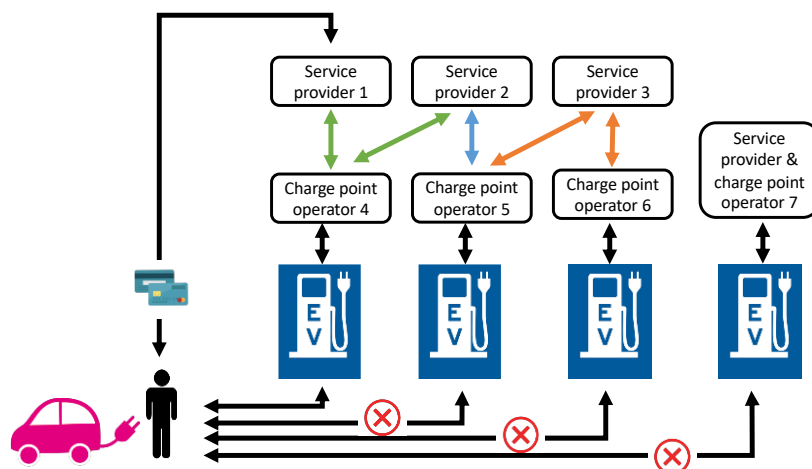 Service
provider 1
Service
provider 2
Service
provider 3
Service
provider &
charge point
operator 7
Charge point
operator 4
Charge point
operator 5
Charge point
operator 6
E
V
E
V
E
V
E
V